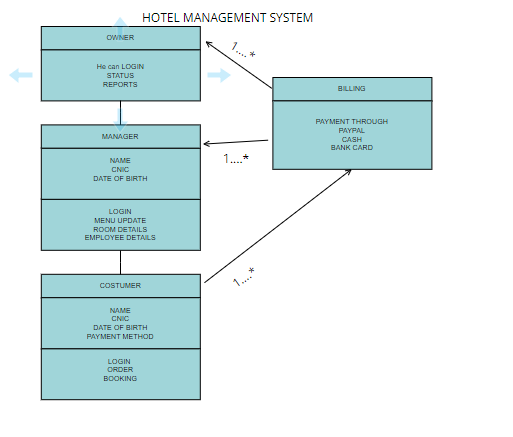 HOTEL MANAGEMENT SYSTEM
OWNER
He can LOGIN
STATUS
REPORTS
1....*
BILLING
PAYMENT THROUGH
PAYPAL
CASH
BANK CARD
MANAGER
NAME
CNIC
DATE OF BIRTH
1....*
LOGIN
MENU UPDATE
ROOM DETAILS
EMPLOYEE DETAILS
1....*
COSTUMER
NAME
CNIC
DATE OF BIRTH
PAYMENT METHOD
LOGIN
ORDER
BOOKING